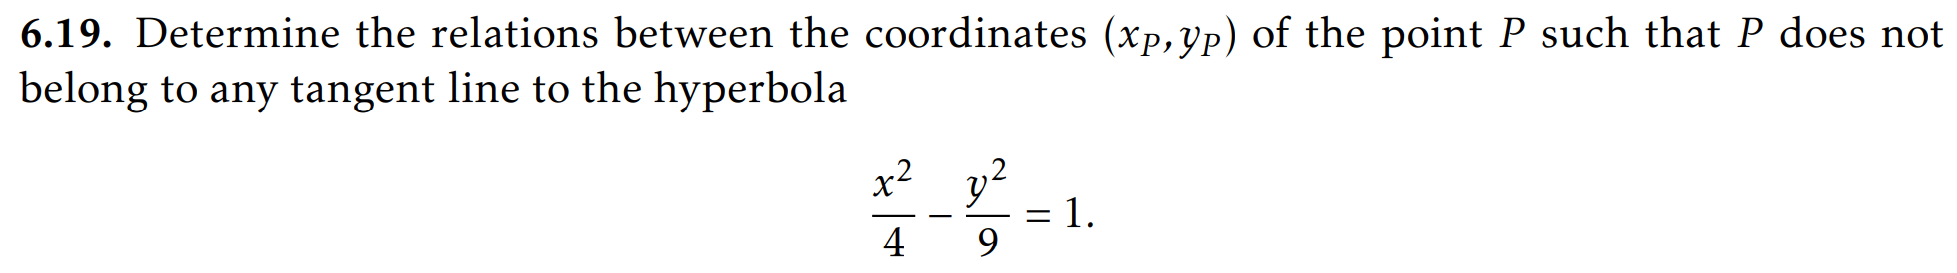 6.19. Determine the relations between the coordinates (x_P, y_P) of the point P such that P does not
belong to any tangent line to the hyperbola
x²/4 − y²/9 = 1.